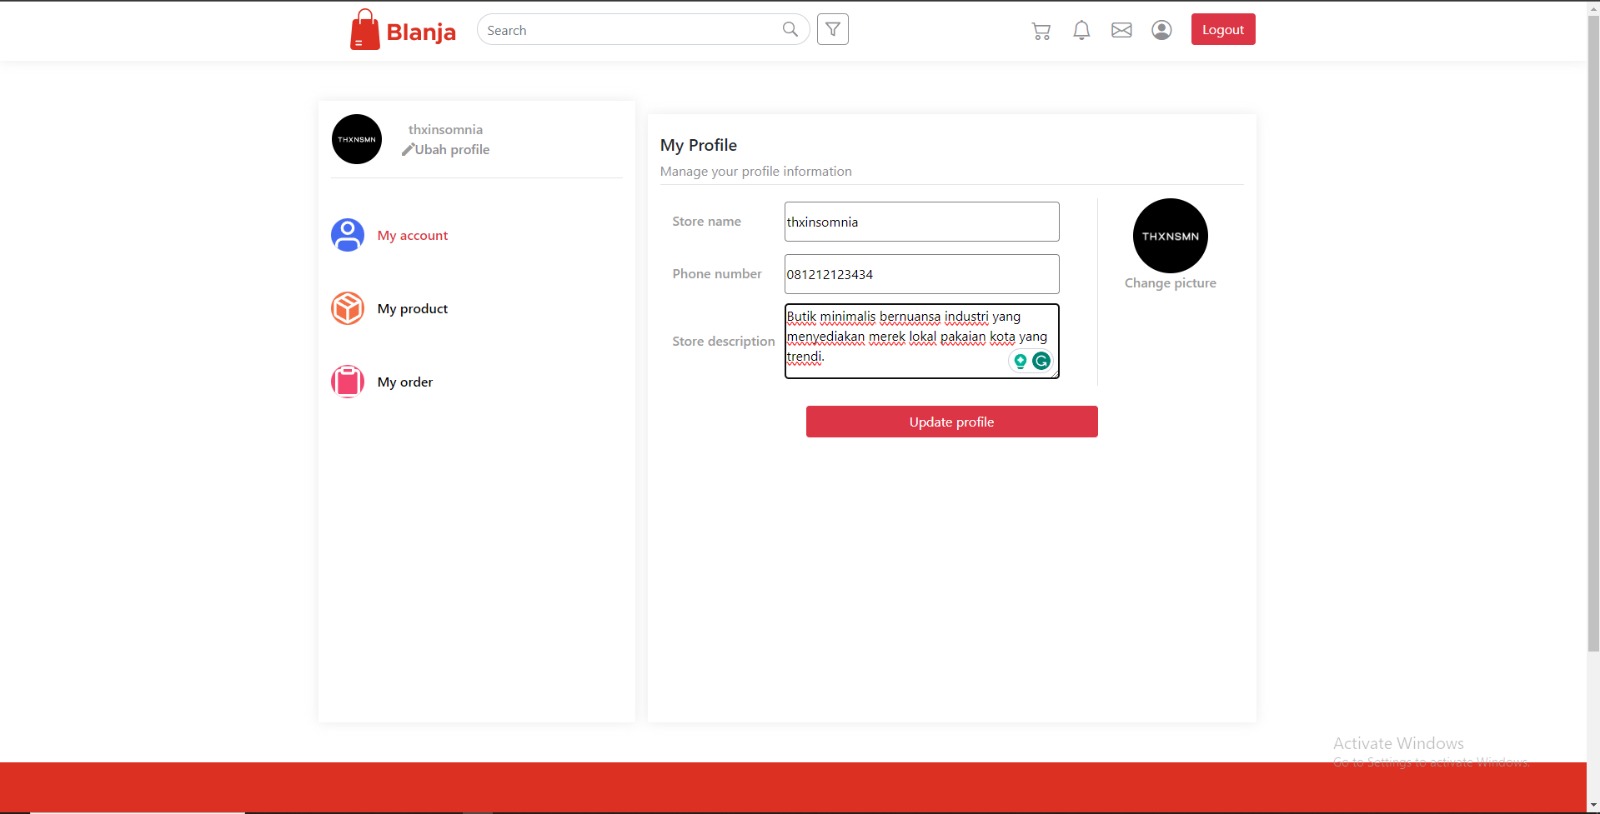 Blanja
Search
Logout
THXNSMN
thxinsomnia
Ubah profile
My account
My product
My order
My Profile
Manage your profile information
Store name
thxinsomnia
Phone number
081212123434
Store description
Butik minimalis bernuansa industri yang
menyediakan merek lokal pakaian kota yang
trendi.
THXNSMN
Change picture
Update profile
Activate Windows
Go to Settings to activate Windows.